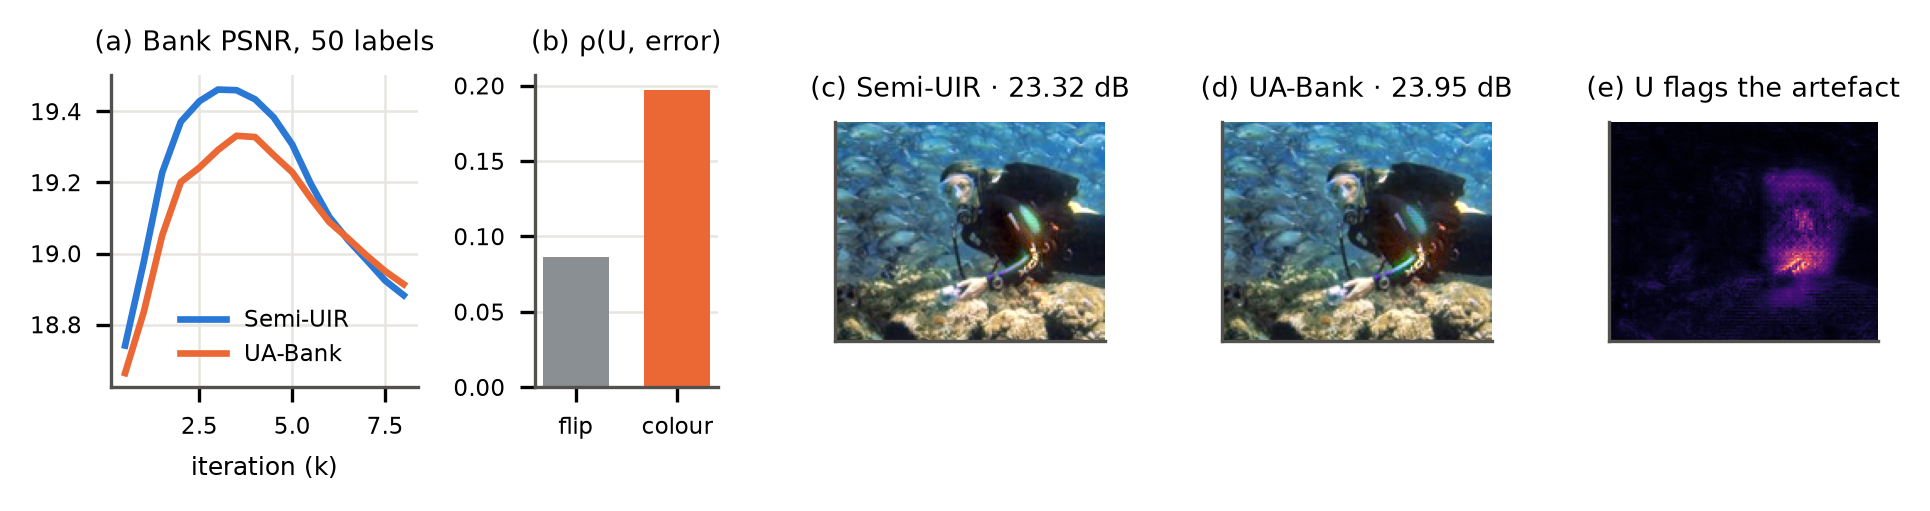 (a) Bank PSNR, 50 labels
19.4
19.2
19.0
18.8
Semi-UIR
UA-Bank
2.5 5.0 7.5
iteration (k)
(b) ρ(U, error)
0.20
0.15
0.10
0.05
0.00
flip colour
(c) Semi-UIR · 23.32 dB
(d) UA-Bank · 23.95 dB
(e) U flags the artefact